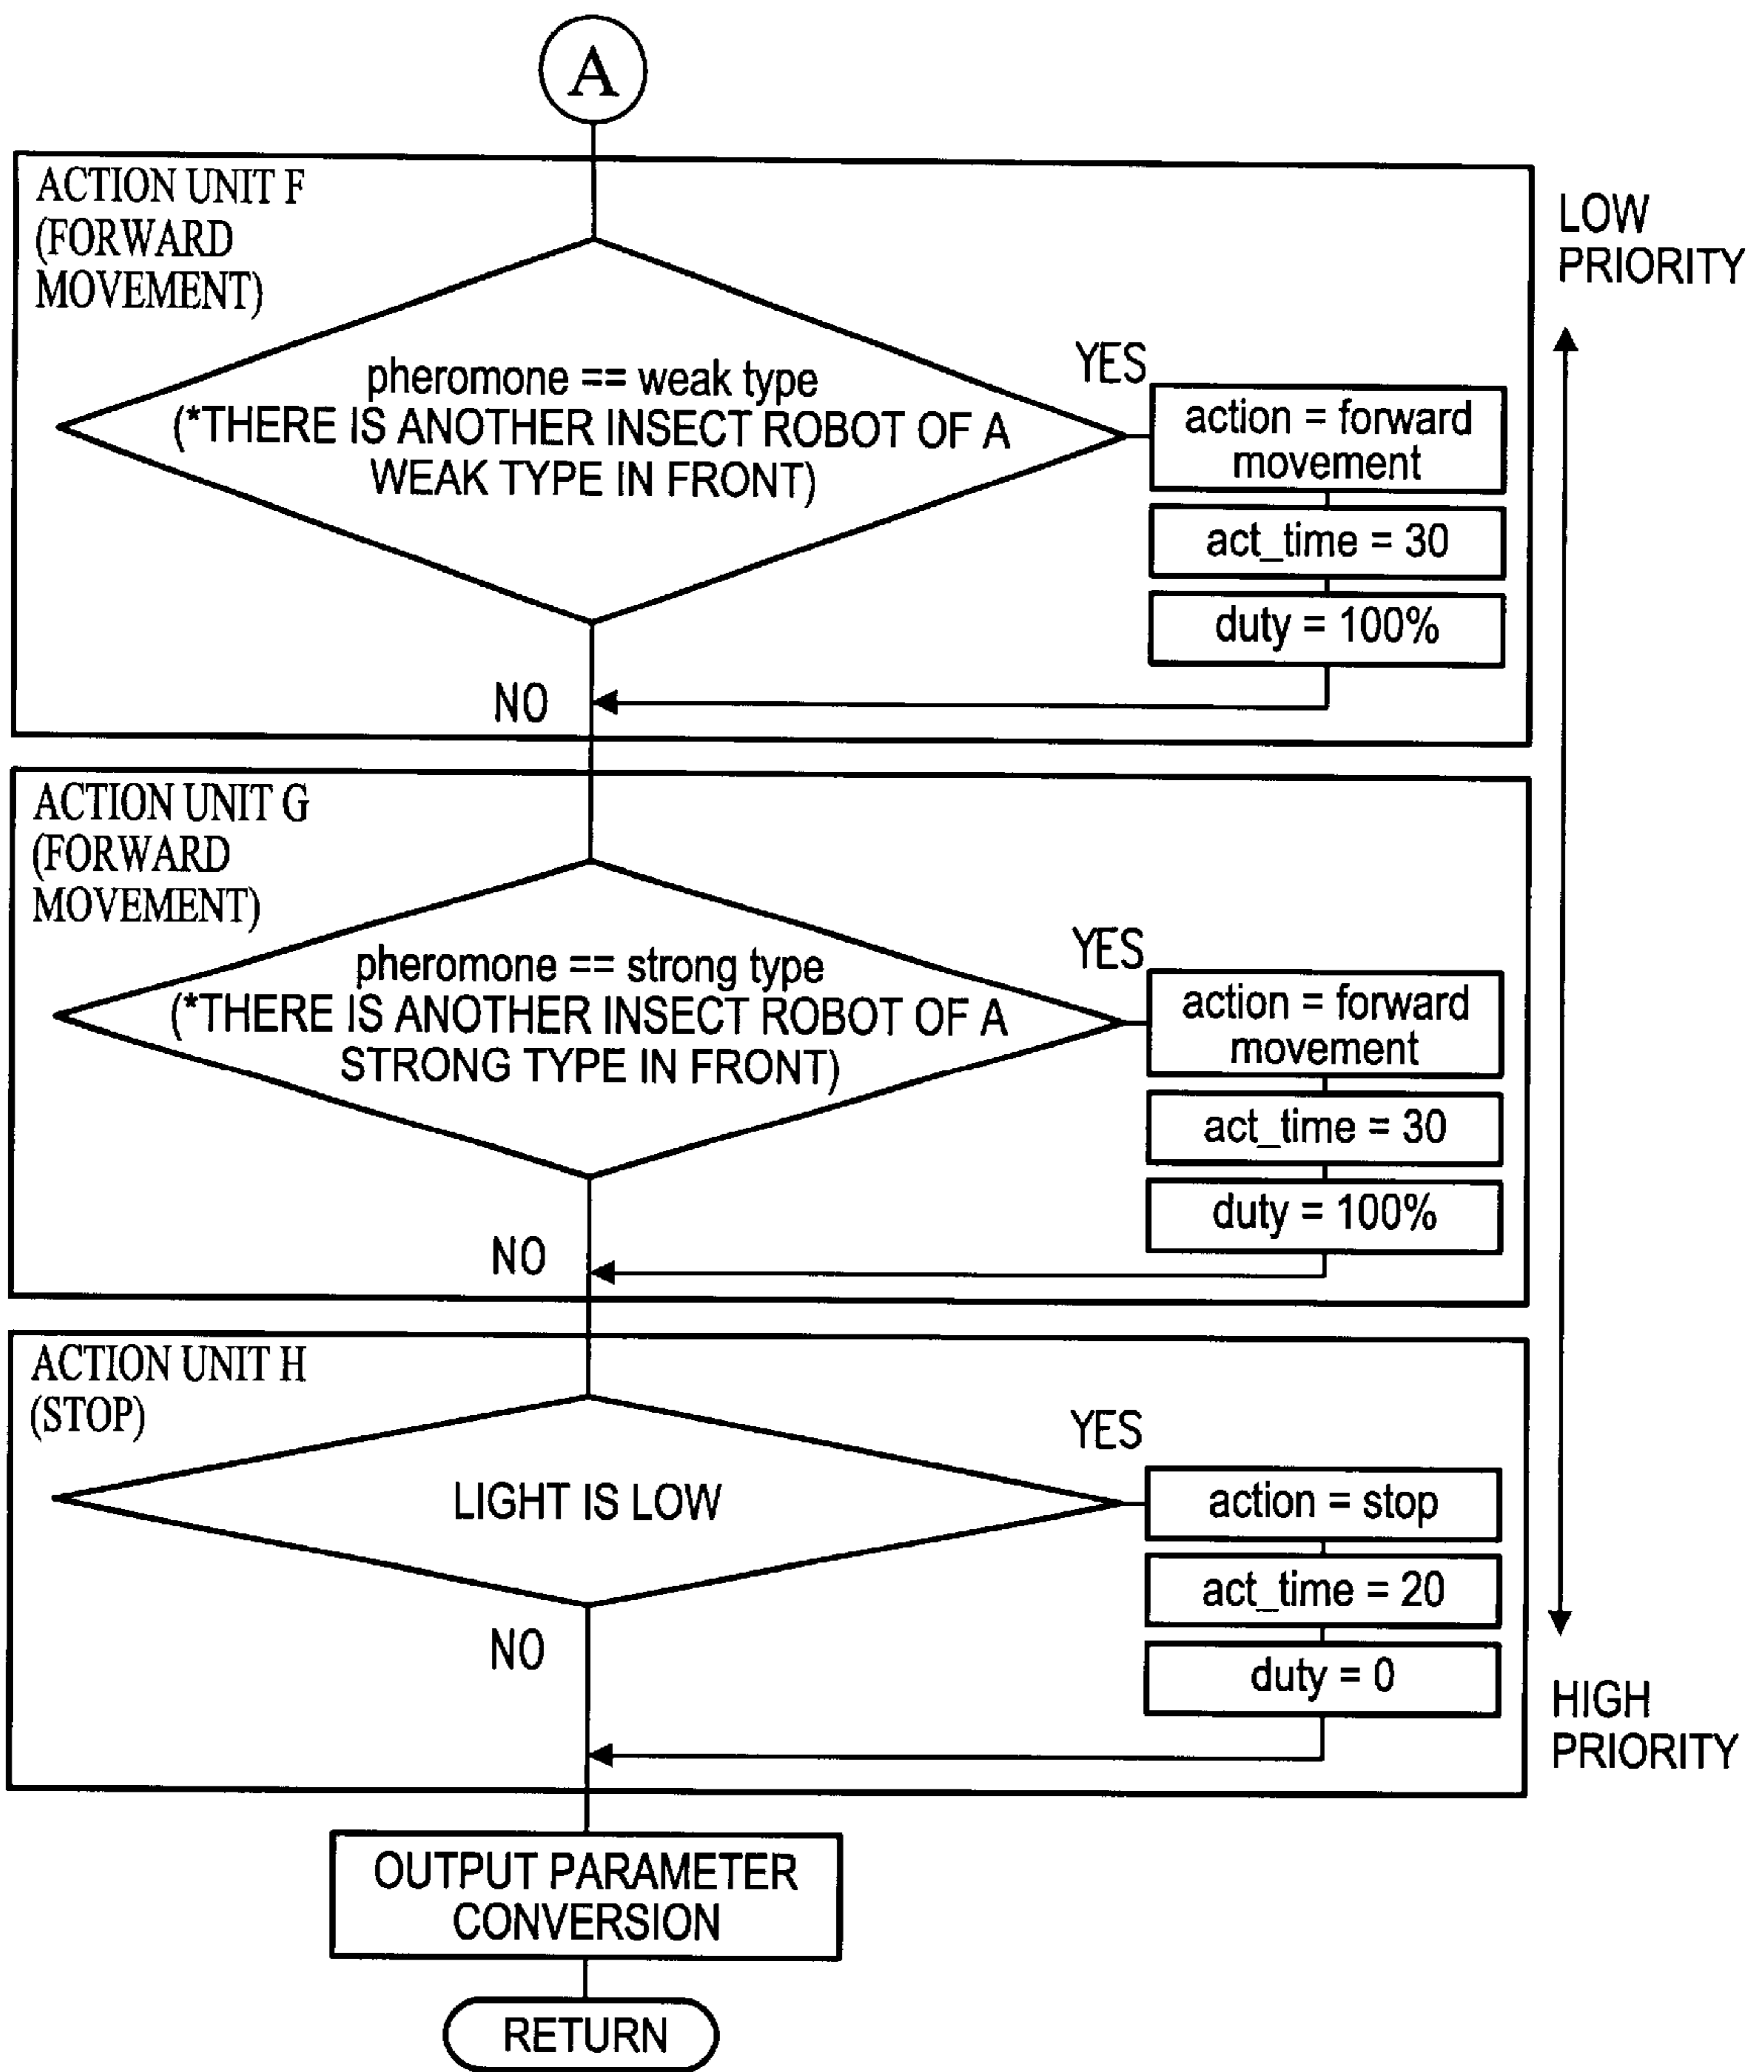 A
ACTION UNIT F
(FORWARD
MOVEMENT)
LOW
PRIORITY
pheromone == weak type
(*THERE IS ANOTHER INSECT ROBOT OF A
WEAK TYPE IN FRONT)
YES
action = forward
movement
act_time = 30
duty = 100%
NO
ACTION UNIT G
(FORWARD
MOVEMENT)
pheromone == strong type
(*THERE IS ANOTHER INSECT ROBOT OF A
STRONG TYPE IN FRONT)
YES
action = forward
movement
act_time = 30
duty = 100%
NO
ACTION UNIT H
(STOP)
LIGHT IS LOW
YES
action = stop
act_time = 20
duty = 0
NO
HIGH
PRIORITY
OUTPUT PARAMETER
CONVERSION
RETURN